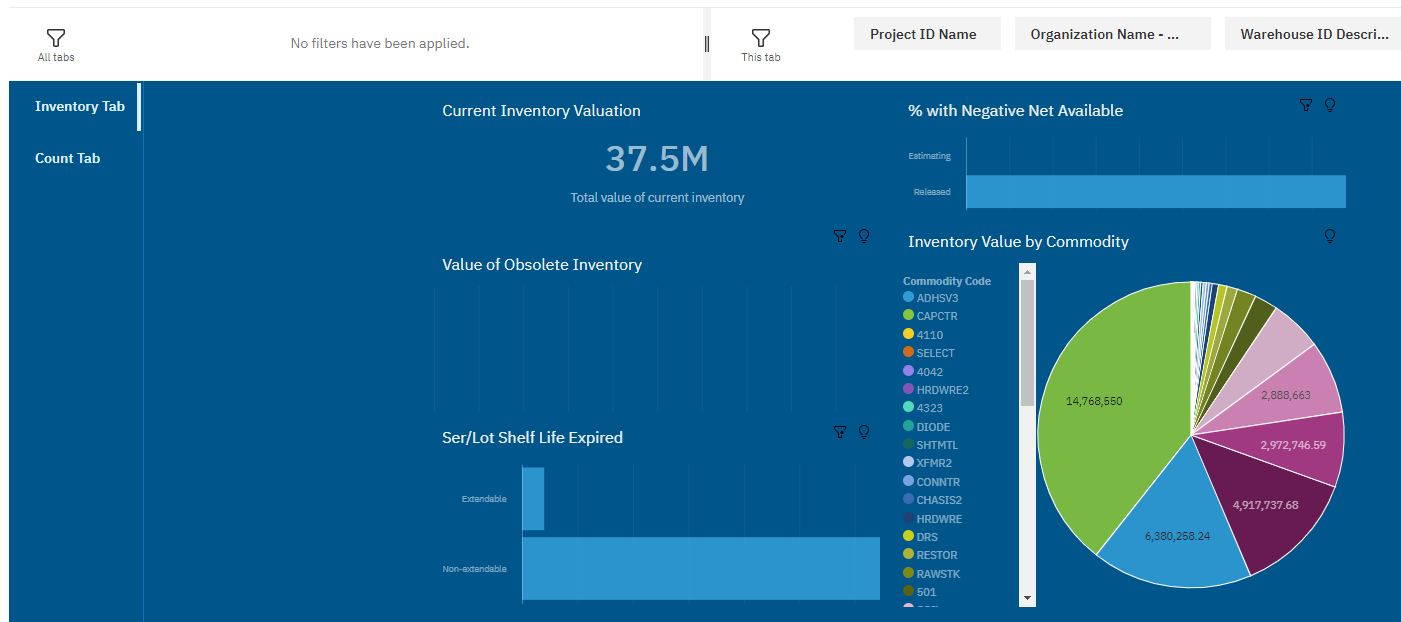 All tabs
No filters have been applied.
This tab
Project ID Name
Organization Name - ...
Warehouse ID Descri...
Inventory Tab
Count Tab
Current Inventory Valuation
37.5M
Total value of current inventory
% with Negative Net Available
Estimating
Released
Value of Obsolete Inventory
Ser/Lot Shelf Life Expired
Extendable
Non-extendable
Inventory Value by Commodity
Commodity Code
ADHSV3
CAPCTR
4110
SELECT
4042
HRDWRE2
4323
DIODE
SHTMTL
XFMR2
CONNTR
CHASIS2
HRDWRE
DRS
RESTOR
RAWSTK
501
14,768,550
2,888,663
2,972,746.59
4,917,737.68
6,380,258.24